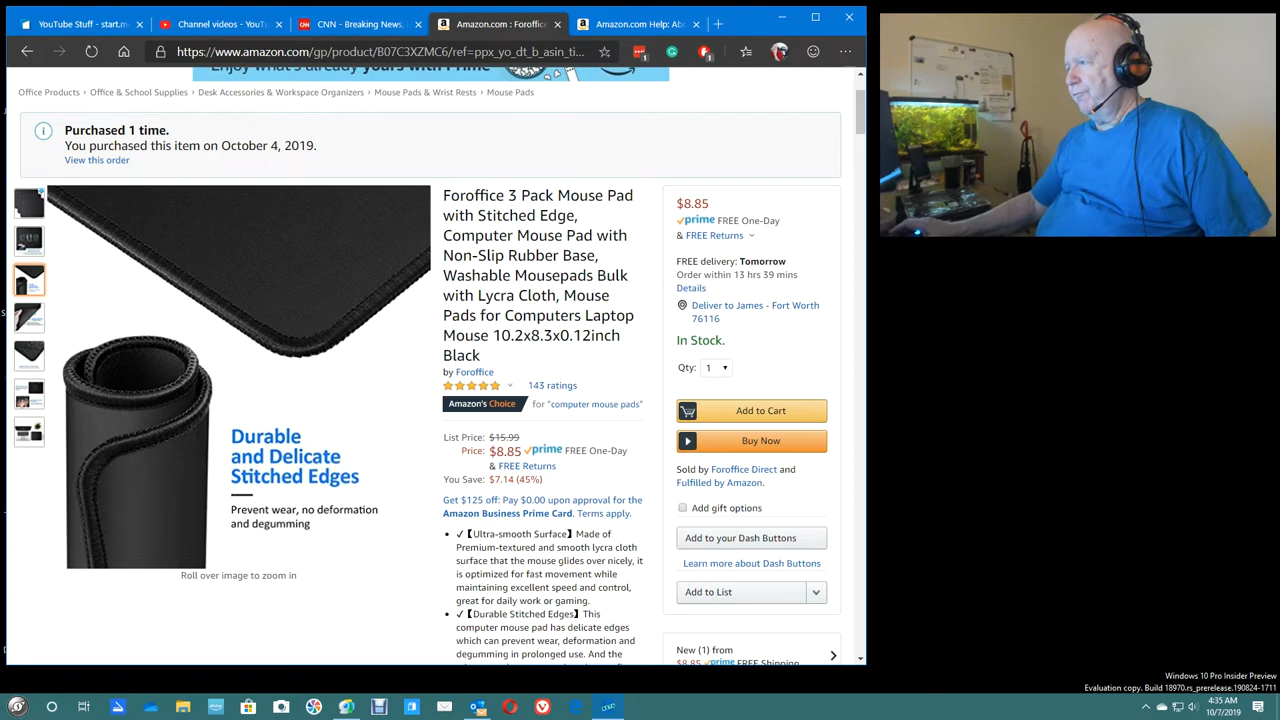 YouTube Stuff - start.m
Channel videos - YouTu
CNN - Breaking News, l
Amazon.com : Foroffice
Amazon.com Help: Abo
https://www.amazon.com/gp/product/B07C3XZMC6/ref=ppx_yo_dt_b_asin_ti...
Enjoy what's already yours with Prime
Office Products › Office & School Supplies › Desk Accessories & Workspace Organizers › Mouse Pads & Wrist Rests › Mouse Pads
Purchased 1 time.
You purchased this item on October 4, 2019.
View this order
Durable
and Delicate
Stitched Edges
Prevent wear, no deformation
and degumming
Roll over image to zoom in
Foroffice 3 Pack Mouse Pad
with Stitched Edge,
Computer Mouse Pad with
Non-Slip Rubber Base,
Washable Mousepads Bulk
with Lycra Cloth, Mouse
Pads for Computers Laptop
Mouse 10.2x8.3x0.12inch
Black
by Foroffice
143 ratings
Amazon's Choice for "computer mouse pads"
List Price: $15.99
Price: $8.85 prime FREE One-Day
& FREE Returns
You Save: $7.14 (45%)
Get $125 off: Pay $0.00 upon approval for the
Amazon Business Prime Card. Terms apply.
• ✓【Ultra-smooth Surface】Made of
Premium-textured and smooth lycra cloth
surface that the mouse glides over nicely, it
is optimized for fast movement while
maintaining excellent speed and control,
great for daily work or gaming.
• ✓【Durable Stitched Edges】This
computer mouse pad has delicate edges
which can prevent wear, deformation and
degumming in prolonged use. And the
$8.85
prime FREE One-Day
& FREE Returns
FREE delivery: Tomorrow
Order within 13 hrs 39 mins
Details
Deliver to James - Fort Worth
76116
In Stock.
Qty: 1
Add to Cart
Buy Now
Sold by Foroffice Direct and
Fulfilled by Amazon.
Add gift options
Add to your Dash Buttons
Learn more about Dash Buttons
Add to List
New (1) from
$8.85 prime FREE Shipping
Windows 10 Pro Insider Preview
Evaluation copy. Build 18970.rs_prerelease.190824-1711
4:35 AM
10/7/2019